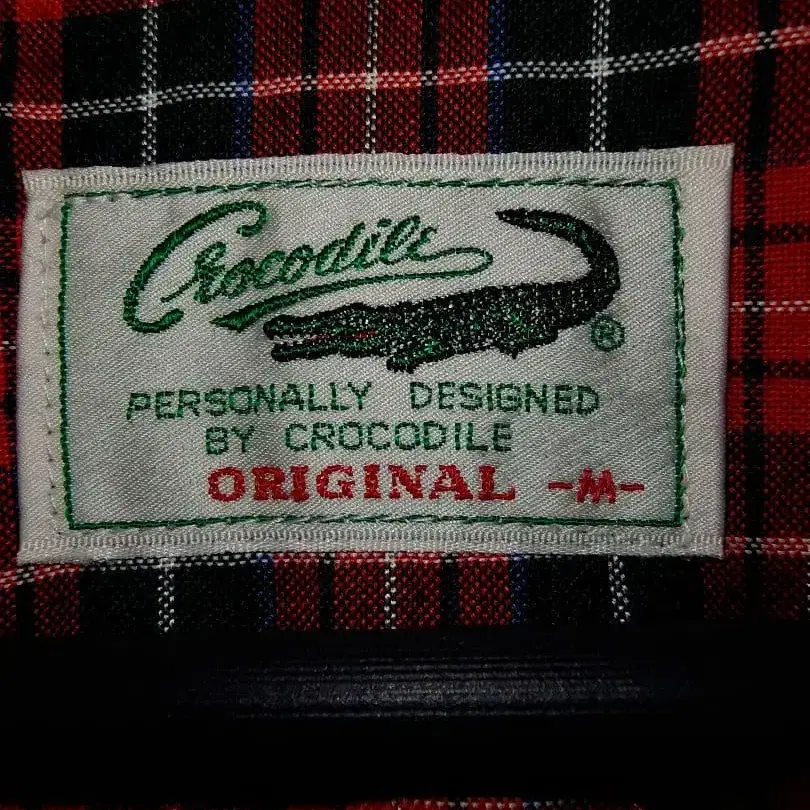 Crocodile ®
PERSONALLY DESIGNED
BY CROCODILE
ORIGINAL -M-